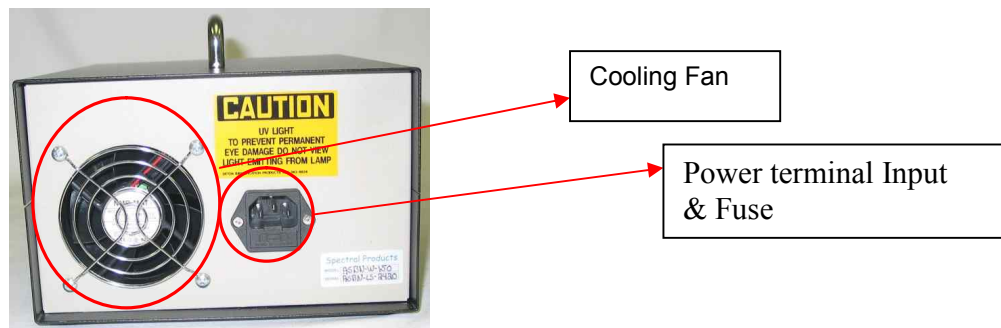 CAUTION
UV LIGHT
TO PREVENT PERMANENT
EYE DAMAGE DO NOT VIEW
LIGHT EMITTING FROM LAMP
Spectral Products
Cooling Fan
Power terminal Input
& Fuse